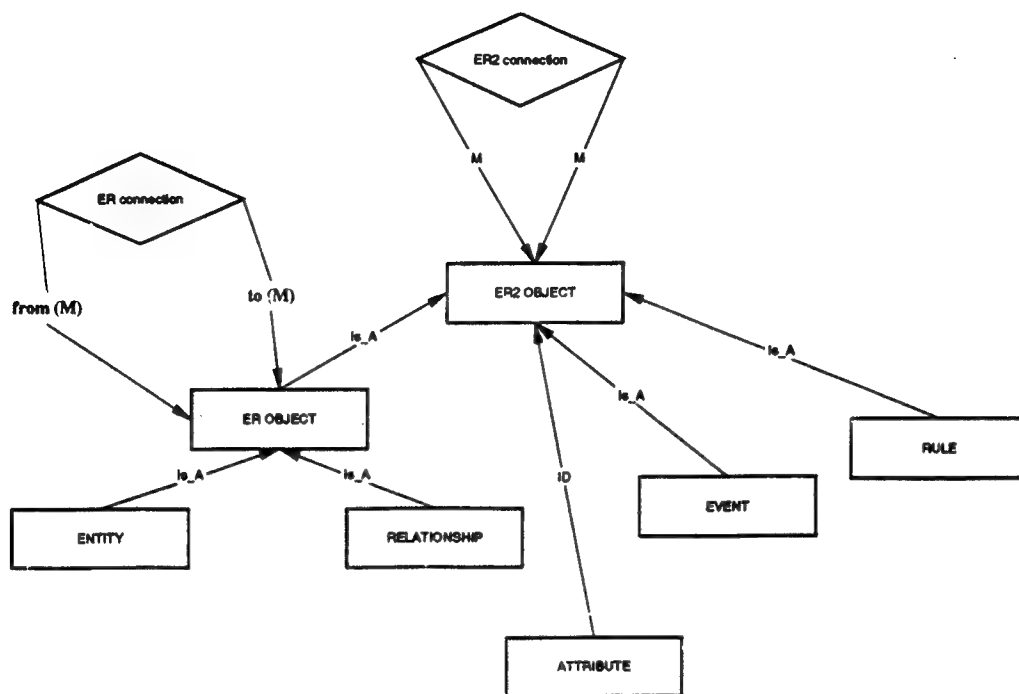 ER2 connection
M
M
ER connection
from (M)
to (M)
ER2 OBJECT
Is_A
Is_A
Is_A
ER OBJECT
Is_A
Is_A
ID
RULE
ENTITY
RELATIONSHIP
EVENT
ATTRIBUTE